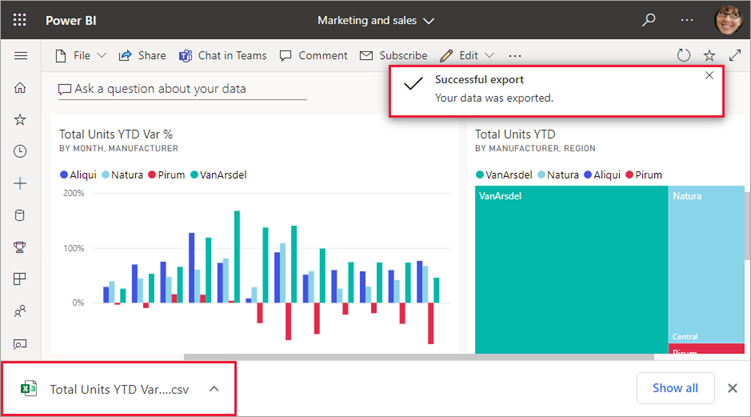 Power BI
Marketing and sales
File
Share
Chat in Teams
Comment
Subscribe
Edit
Ask a question about your data
Successful export
Your data was exported.
Total Units YTD Var %
BY MONTH, MANUFACTURER
Aliqui Natura Pirum VanArsdel
200%
100%
0%
Total Units YTD
BY MANUFACTURER, REGION
VanArsdel Natura Aliqui Pirum
VanArsdel
Natura
Central
Pirum
Total Units YTD Var....csv
Show all